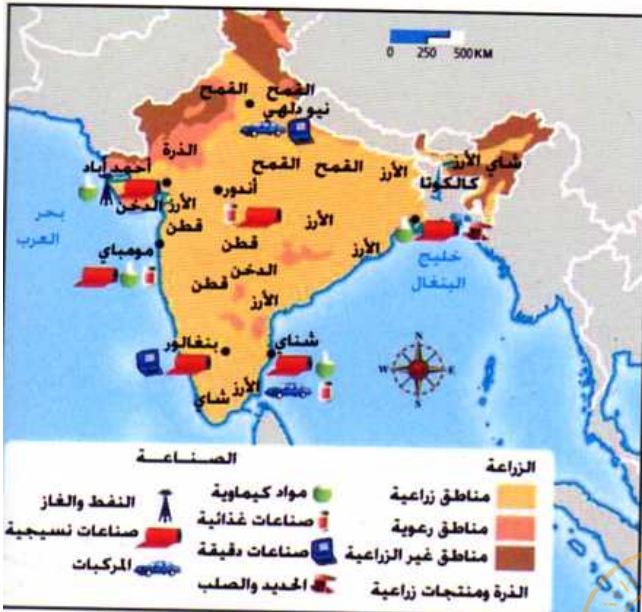 0 250 500 KM
القمح
القمح
نيو دلهي
الذرة
القمح
القمح
الأرز
شاي
الأرز
كالكوتا
أحمد أباد
الدخن
الأرز
أندور
الأرز
قطن
قطن
الأرز
بحر
العرب
مومباي
الدخن
قطن
الأرز
خليج
البنغال
بنغالور
شناي
الأرز
شاي
N
W E
S
الزراعة
مناطق زراعية
مناطق رعوية
مناطق غير الزراعية
الذرة ومنتجات زراعية
الصناعة
مواد كيماوية
صناعات غذائية
صناعات دقيقة
الحديد والصلب
النفط والغاز
صناعات نسيجية
المركبات